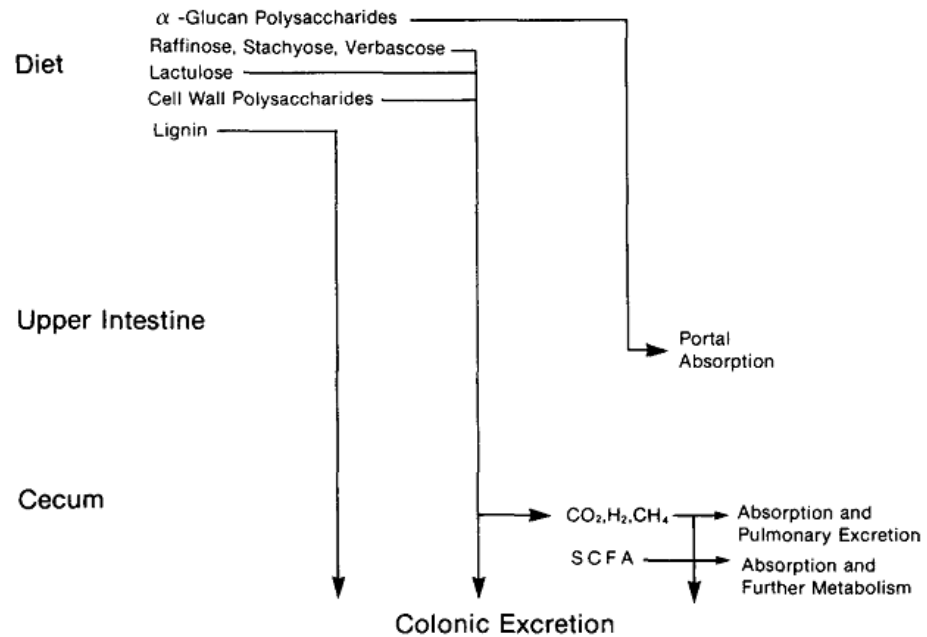 α -Glucan Polysaccharides
Raffinose, Stachyose, Verbascose
Diet
Lactulose
Cell Wall Polysaccharides
Lignin
Upper Intestine
Portal
Absorption
Cecum
CO₂,H₂,CH₄
Absorption and
Pulmonary Excretion
SCFA
Absorption and
Further Metabolism
Colonic Excretion